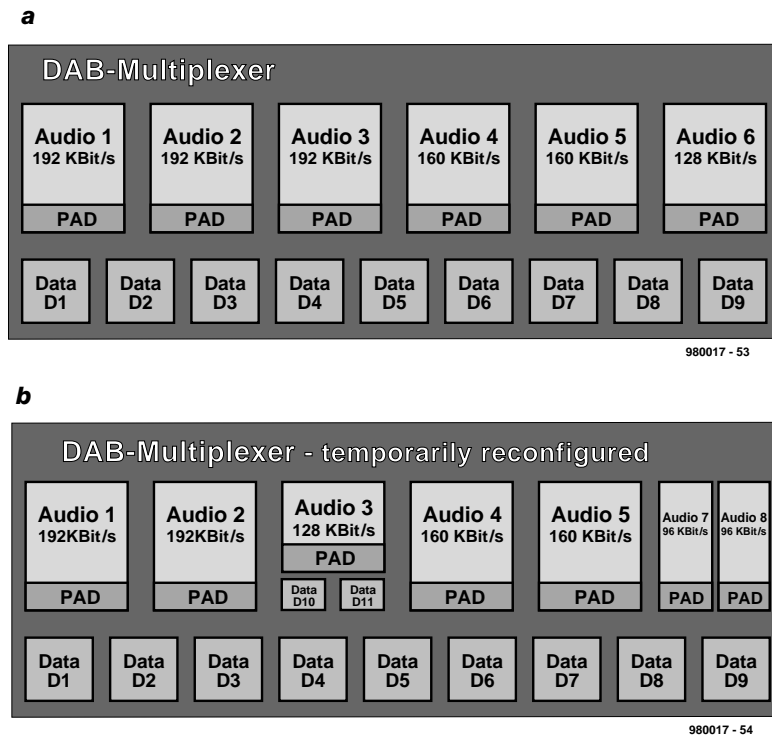 a
DAB-Multiplexer
Audio 1 Audio 2 Audio 3 Audio 4 Audio 5 Audio 6
192 KBit/s 192 KBit/s 192 KBit/s 160 KBit/s 160 KBit/s 128 KBit/s
PAD PAD PAD PAD PAD PAD
Data Data Data Data Data Data Data Data Data
D1 D2 D3 D4 D5 D6 D7 D8 D9
980017 - 53
b
DAB-Multiplexer - temporarily reconfigured
Audio 1 Audio 2 Audio 3 Audio 4 Audio 5 Audio 7 Audio 8
192KBit/s 192KBit/s 128 KBit/s 160 KBit/s 160 KBit/s 96 KBit/s 96 KBit/s
PAD
Data Data
D10 D11
PAD PAD PAD PAD PAD PAD
Data Data Data Data Data Data Data Data Data
D1 D2 D3 D4 D5 D6 D7 D8 D9
980017 - 54